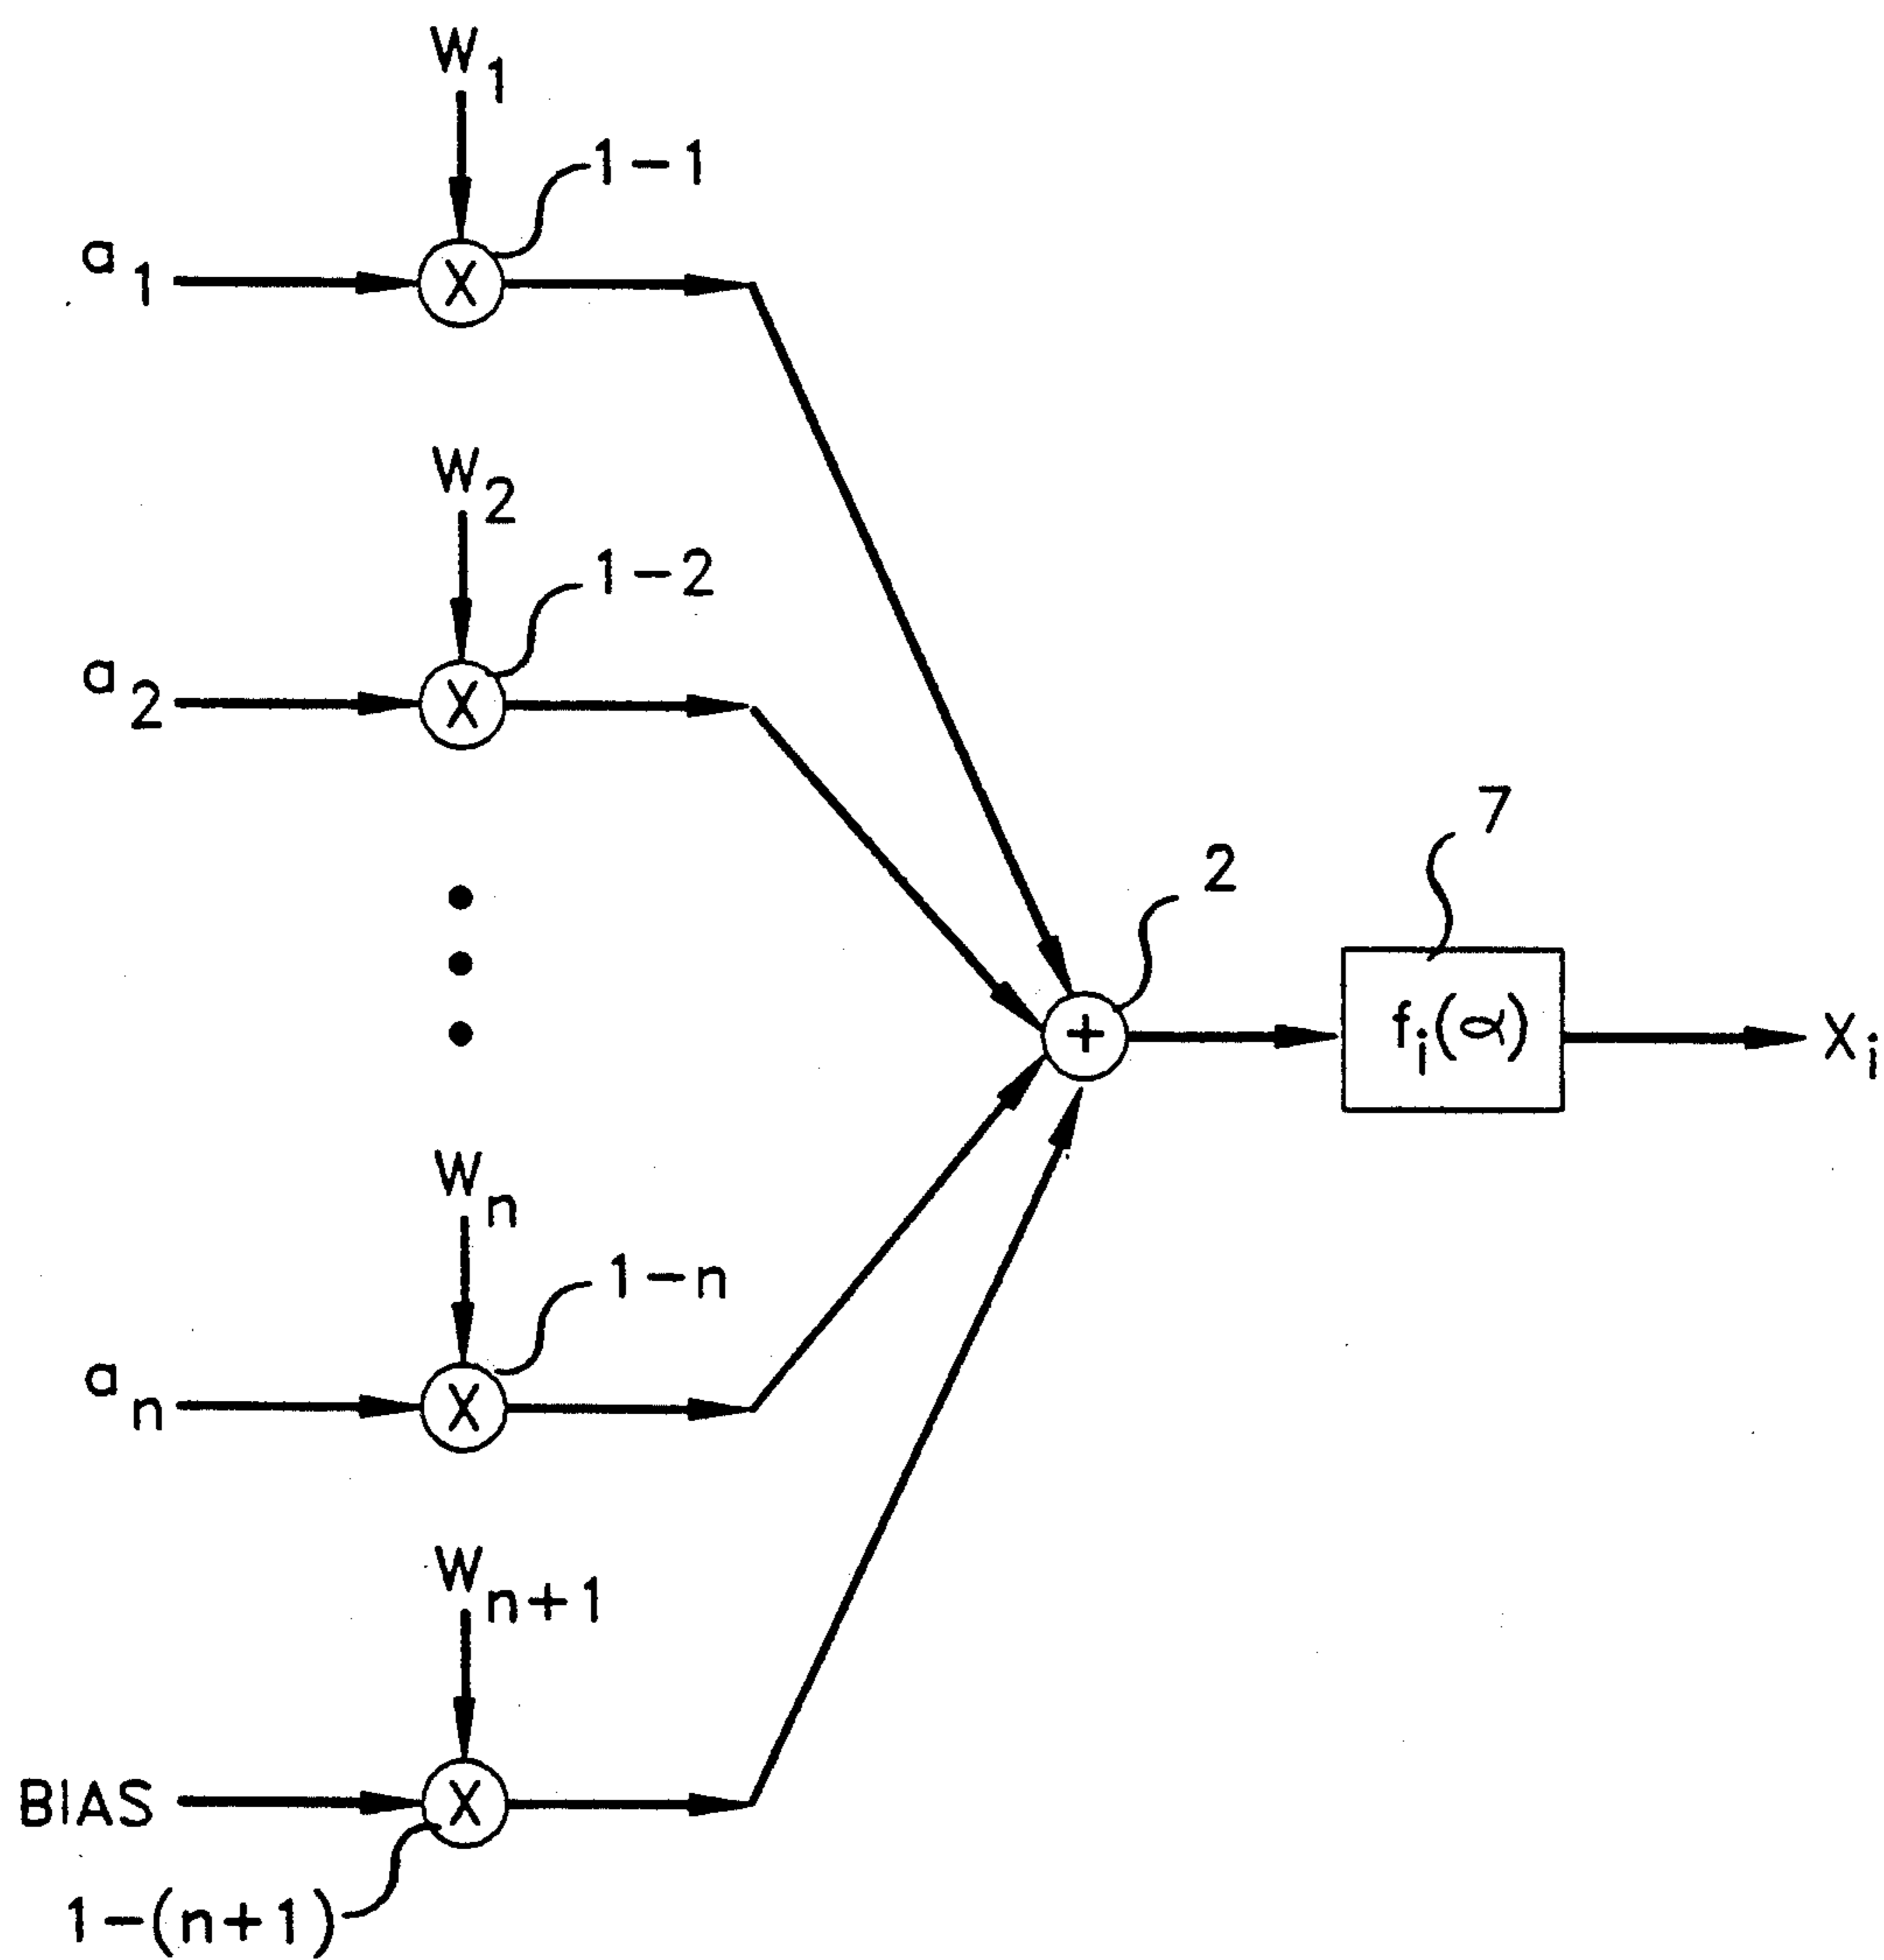 W1
1-1
a1
X
W2
1-2
a2
X
7
2
+
fi(α)
Xi
Wn
1-n
an
X
Wn+1
BIAS
X
1-(n+1)